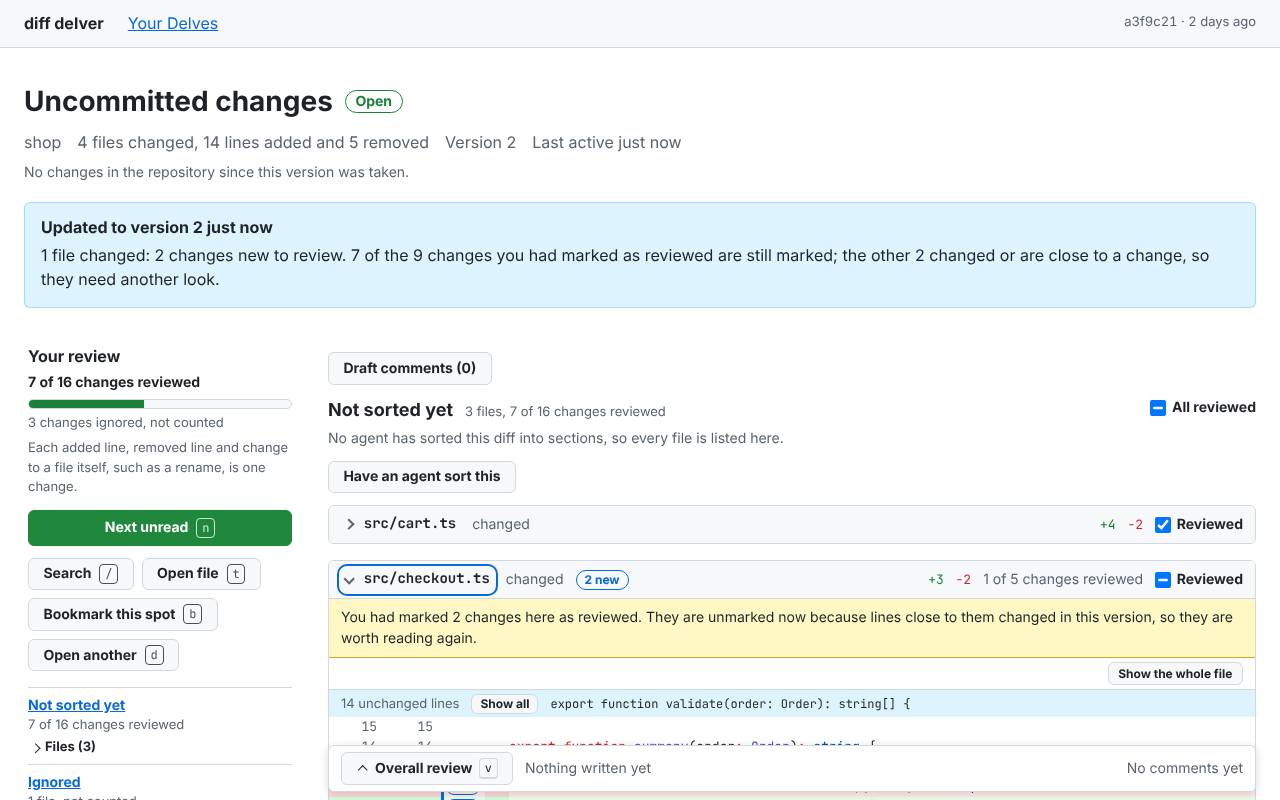 diff delver Your Delves a3f9c21 · 2 days ago
Uncommitted changes Open
shop 4 files changed, 14 lines added and 5 removed Version 2 Last active just now
No changes in the repository since this version was taken.
Updated to version 2 just now
1 file changed: 2 changes new to review. 7 of the 9 changes you had marked as reviewed are still marked; the other 2 changed or are close to a change, so
they need another look.
Your review
7 of 16 changes reviewed
3 changes ignored, not counted
Each added line, removed line and change
to a file itself, such as a rename, is one
change.
Next unread n
Search / Open file t
Bookmark this spot b
Open another d
Not sorted yet
7 of 16 changes reviewed
Files (3)
Ignored
1 file, not counted
Draft comments (0)
Not sorted yet 3 files, 7 of 16 changes reviewed All reviewed
No agent has sorted this diff into sections, so every file is listed here.
Have an agent sort this
src/cart.ts changed +4 -2 Reviewed
src/checkout.ts changed 2 new +3 -2 1 of 5 changes reviewed Reviewed
You had marked 2 changes here as reviewed. They are unmarked now because lines close to them changed in this version, so they are
worth reading again.
Show the whole file
14 unchanged lines Show all export function validate(order: Order): string[] {
15 15
16 16 export function summary(order: Order): string {
Overall review v Nothing written yet No comments yet